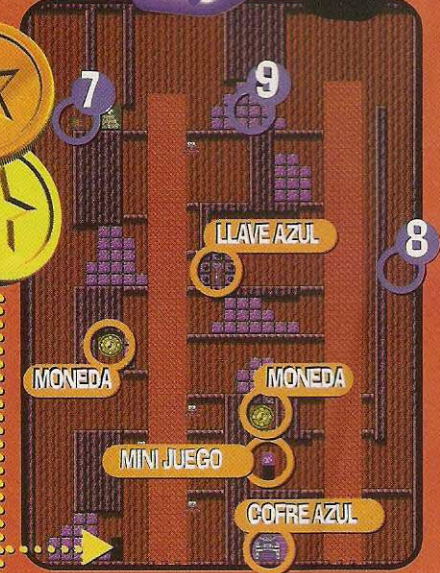 7
9
LLAVE AZUL
8
MONEDA
MONEDA
MINI JUEGO
COFRE AZUL